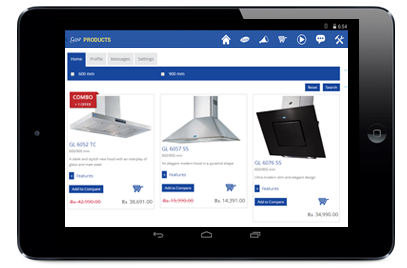 6:54
PRODUCTS
Home Profile Messages Settings
600 mm 900 mm
Reset Search
COMBO
GL 6052 TC
600/900 mm
A sleek and stylish new hood with an interplay of
glass and matt steel
Features
Add to Compare
Rs. 42,990.00 Rs. 38,691.00
GL 6057 SS
600/900 mm
An elegant modern hood in a pyramid shape
Features
Add to Compare
Rs. 15,990.00 Rs. 14,391.00
GL 6076 SS
600/900 mm
Ultra modern slim and elegant design
Features
Add to Compare
Rs. 34,990.00